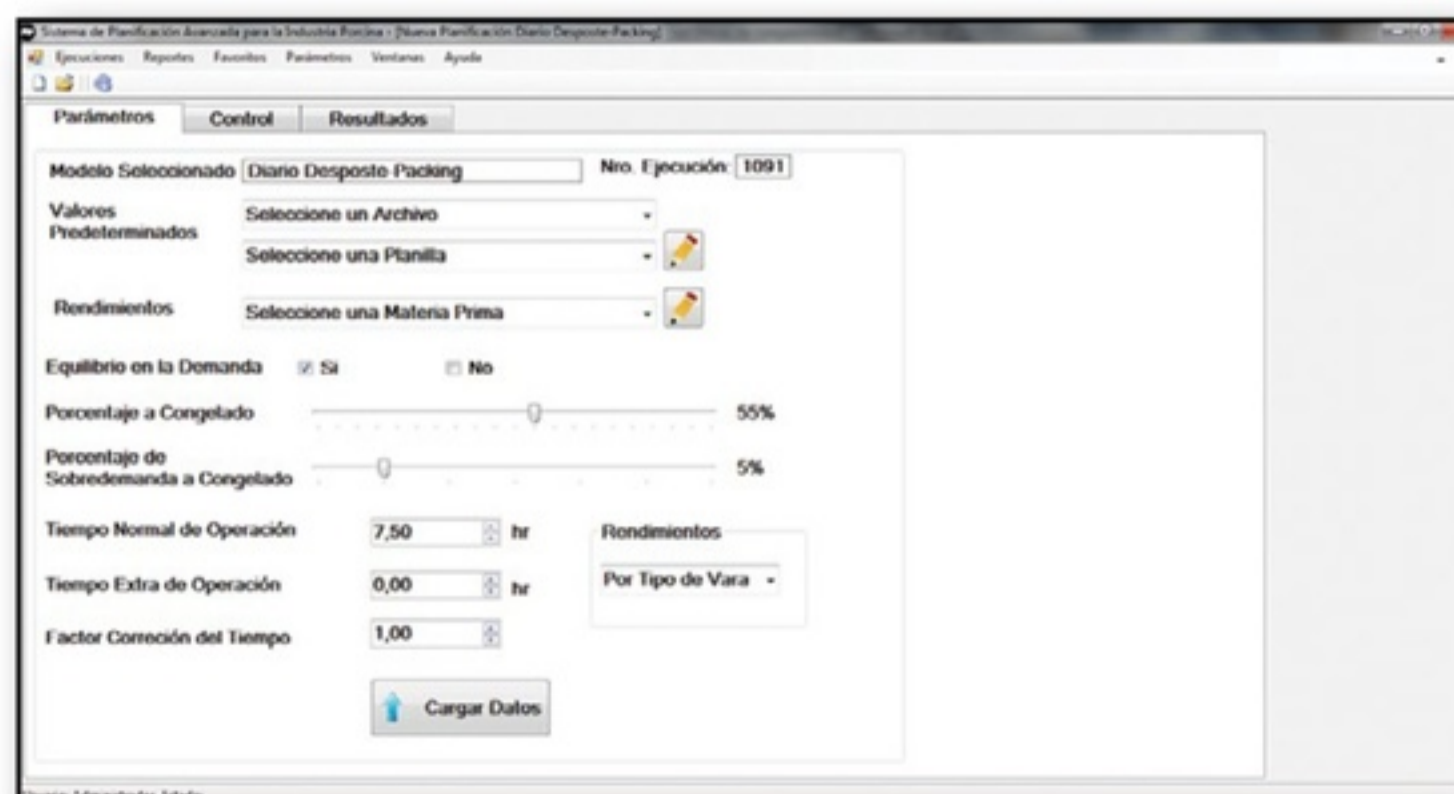 Sistema de Planificación Avanzada para la Industria Porcina - [Nueva Planificación Diario Desposte-Packing]
Ejecuciones Reportes Favoritos Parámetros Ventanas Ayuda
Parámetros Control Resultados
Modelo Seleccionado Diario Desposte-Packing Nro. Ejecución: 1091
Valores Predeterminados
Seleccione un Archivo
Seleccione una Planilla
Rendimientos Seleccione una Materia Prima
Equilibrio en la Demanda Si No
Porcentaje a Congelado 55%
Porcentaje de
Sobredemanda a Congelado 5%
Tiempo Normal de Operación 7,50 hr
Rendimientos
Por Tipo de Vara
Tiempo Extra de Operación 0,00 hr
Factor Correción del Tiempo 1,00
Cargar Datos